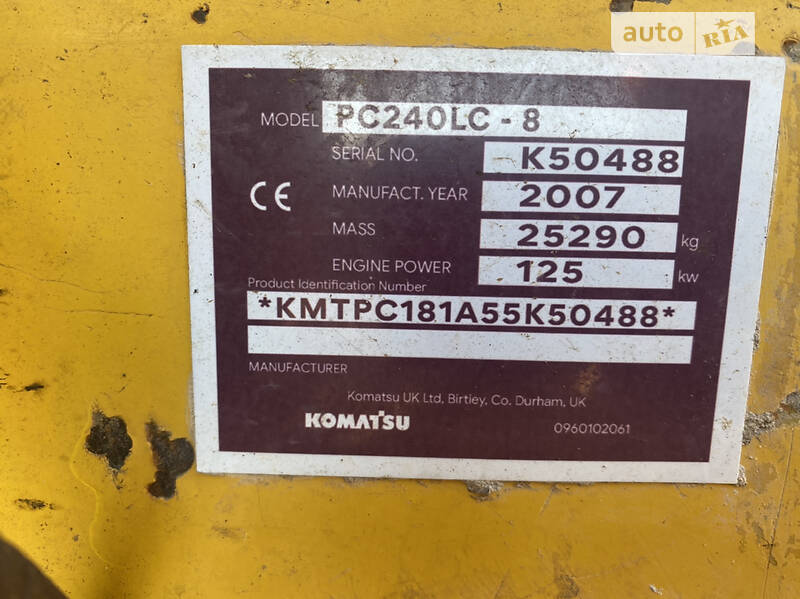 auto RIA
MODEL PC240LC - 8
SERIAL NO. K50488
MANUFACT. YEAR 2007
CE MASS 25290 kg
ENGINE POWER 125 kw
Product Identification Number
*KMTPC181A55K50488*
MANUFACTURER
Komatsu UK Ltd, Birtley, Co. Durham, UK
KOMATSU 0960102061